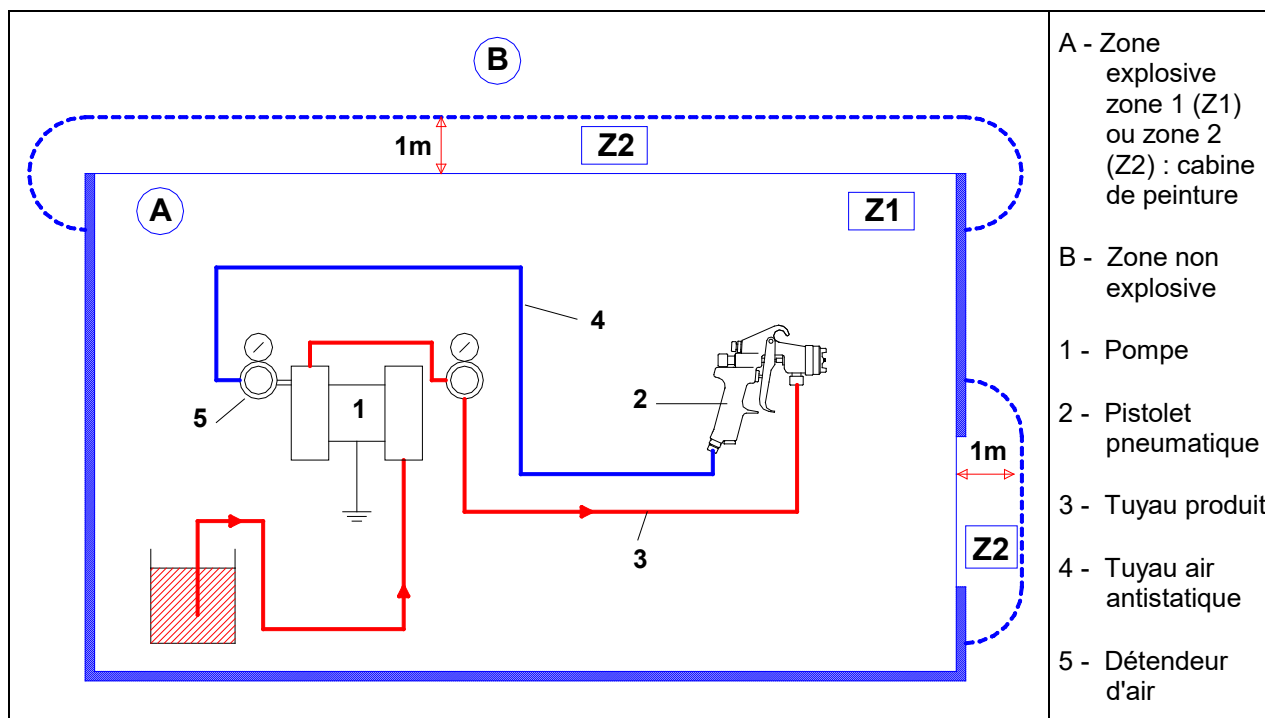 B
1m
Z2
A
Z1
4
5
1
2
1m
3
Z2
A - Zone
explosive
zone 1 (Z1)
ou zone 2
(Z2) : cabine
de peinture
B - Zone non
explosive
1 - Pompe
2 - Pistolet
pneumatique
3 - Tuyau produit
4 - Tuyau air
antistatique
5 - Détendeur
d'air